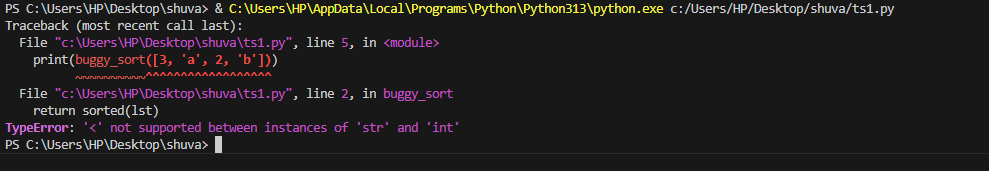 PS C:\Users\HP\Desktop\shuva> & C:\Users\HP\AppData\Local\Programs\Python\Python313\python.exe c:/Users/HP/Desktop/shuva/ts1.py
Traceback (most recent call last):
  File "c:\Users\HP\Desktop\shuva\ts1.py", line 5, in <module>
    print(buggy_sort([3, 'a', 2, 'b']))
          ~~~~~~~~~~^^^^^^^^^^^^^^^^^^
  File "c:\Users\HP\Desktop\shuva\ts1.py", line 2, in buggy_sort
    return sorted(lst)
TypeError: '<' not supported between instances of 'str' and 'int'
PS C:\Users\HP\Desktop\shuva>